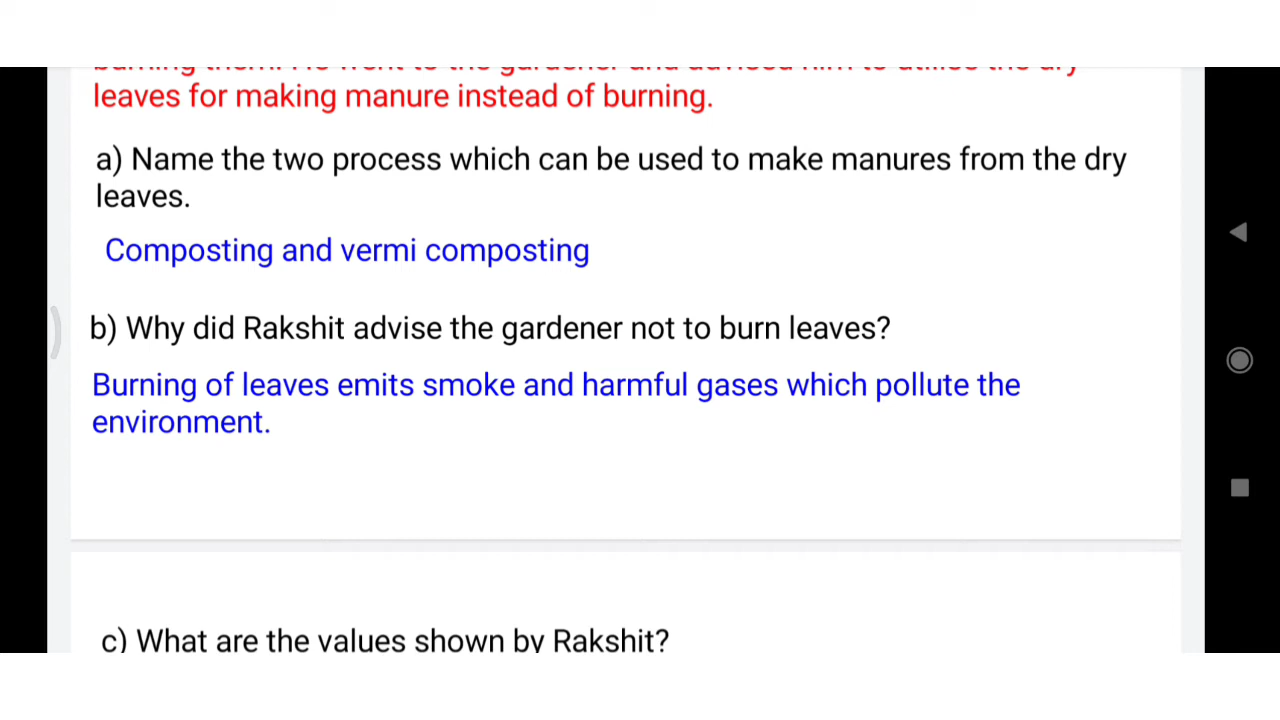 leaves for making manure instead of burning.
a) Name the two process which can be used to make manures from the dry
leaves.
Composting and vermi composting
b) Why did Rakshit advise the gardener not to burn leaves?
Burning of leaves emits smoke and harmful gases which pollute the
environment.
c) What are the values shown by Rakshit?